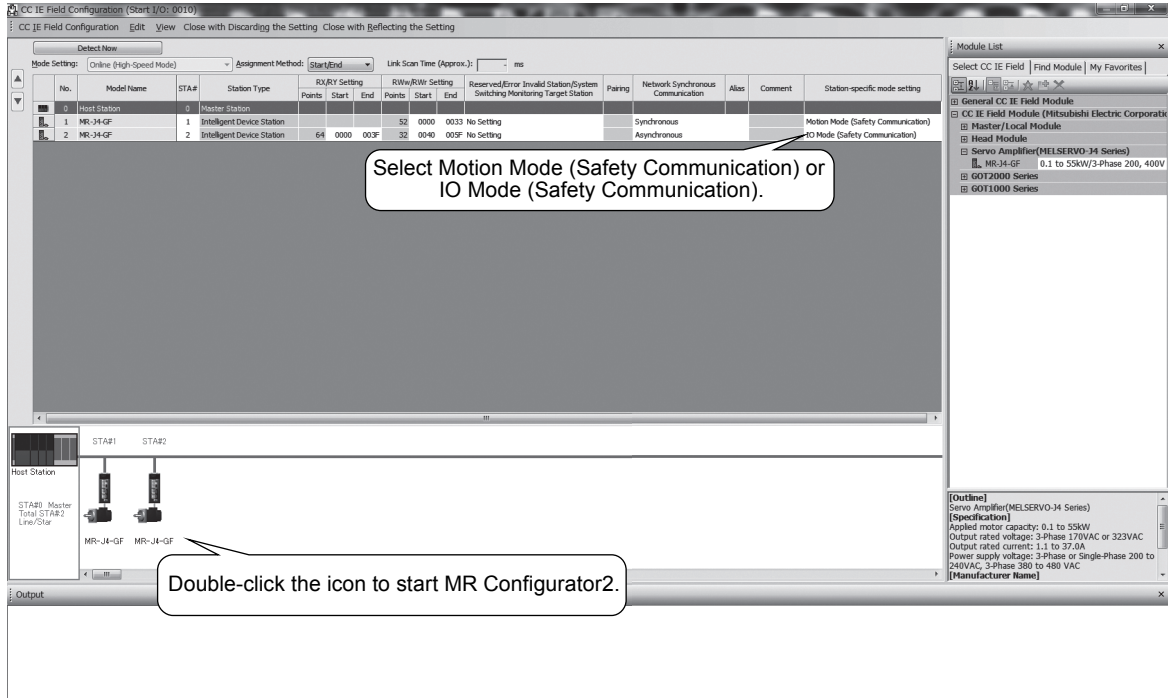 CC IE Field Configuration (Start I/O: 0010)
CC IE Field Configuration Edit View Close with Discarding the Setting Close with Reflecting the Setting
Detect Now
Mode Setting: Online (High-Speed Mode) Assignment Method: Start/End Link Scan Time (Approx.): ms
No. Model Name STA# Station Type RX/RY Setting RWw/RWr Setting Reserved/Error Invalid Station/System Switching Monitoring Target Station Pairing Network Synchronous Communication Alias Comment Station-specific mode setting
Points Start End Points Start End
0 Host Station 0 Master Station
1 MR-J4-GF 1 Intelligent Device Station 52 0000 0033 No Setting Synchronous Motion Mode (Safety Communication)
2 MR-J4-GF 2 Intelligent Device Station 64 0000 003F 32 0040 005F No Setting Asynchronous IO Mode (Safety Communication)
Select Motion Mode (Safety Communication) or
IO Mode (Safety Communication).
STA#1 STA#2
Host Station
STA#0 Master
Total STA#:2
Line/Star
MR-J4-GF MR-J4-GF
Double-click the icon to start MR Configurator2.
Output
Module List
Select CC IE Field Find Module My Favorites
General CC IE Field Module
CC IE Field Module (Mitsubishi Electric Corporatio
Master/Local Module
Head Module
Servo Amplifier(MELSERVO-J4 Series)
MR-J4-GF 0.1 to 55kW/3-Phase 200, 400V
GOT2000 Series
GOT1000 Series
[Outline]
Servo Amplifier(MELSERVO-J4 Series)
[Specification]
Applied motor capacity: 0.1 to 55kW
Output rated voltage: 3-Phase 170VAC or 323VAC
Output rated current: 1.1 to 37.0A
Power supply voltage: 3-Phase or Single-Phase 200 to
240VAC, 3-Phase 380 to 480 VAC
[Manufacturer Name]